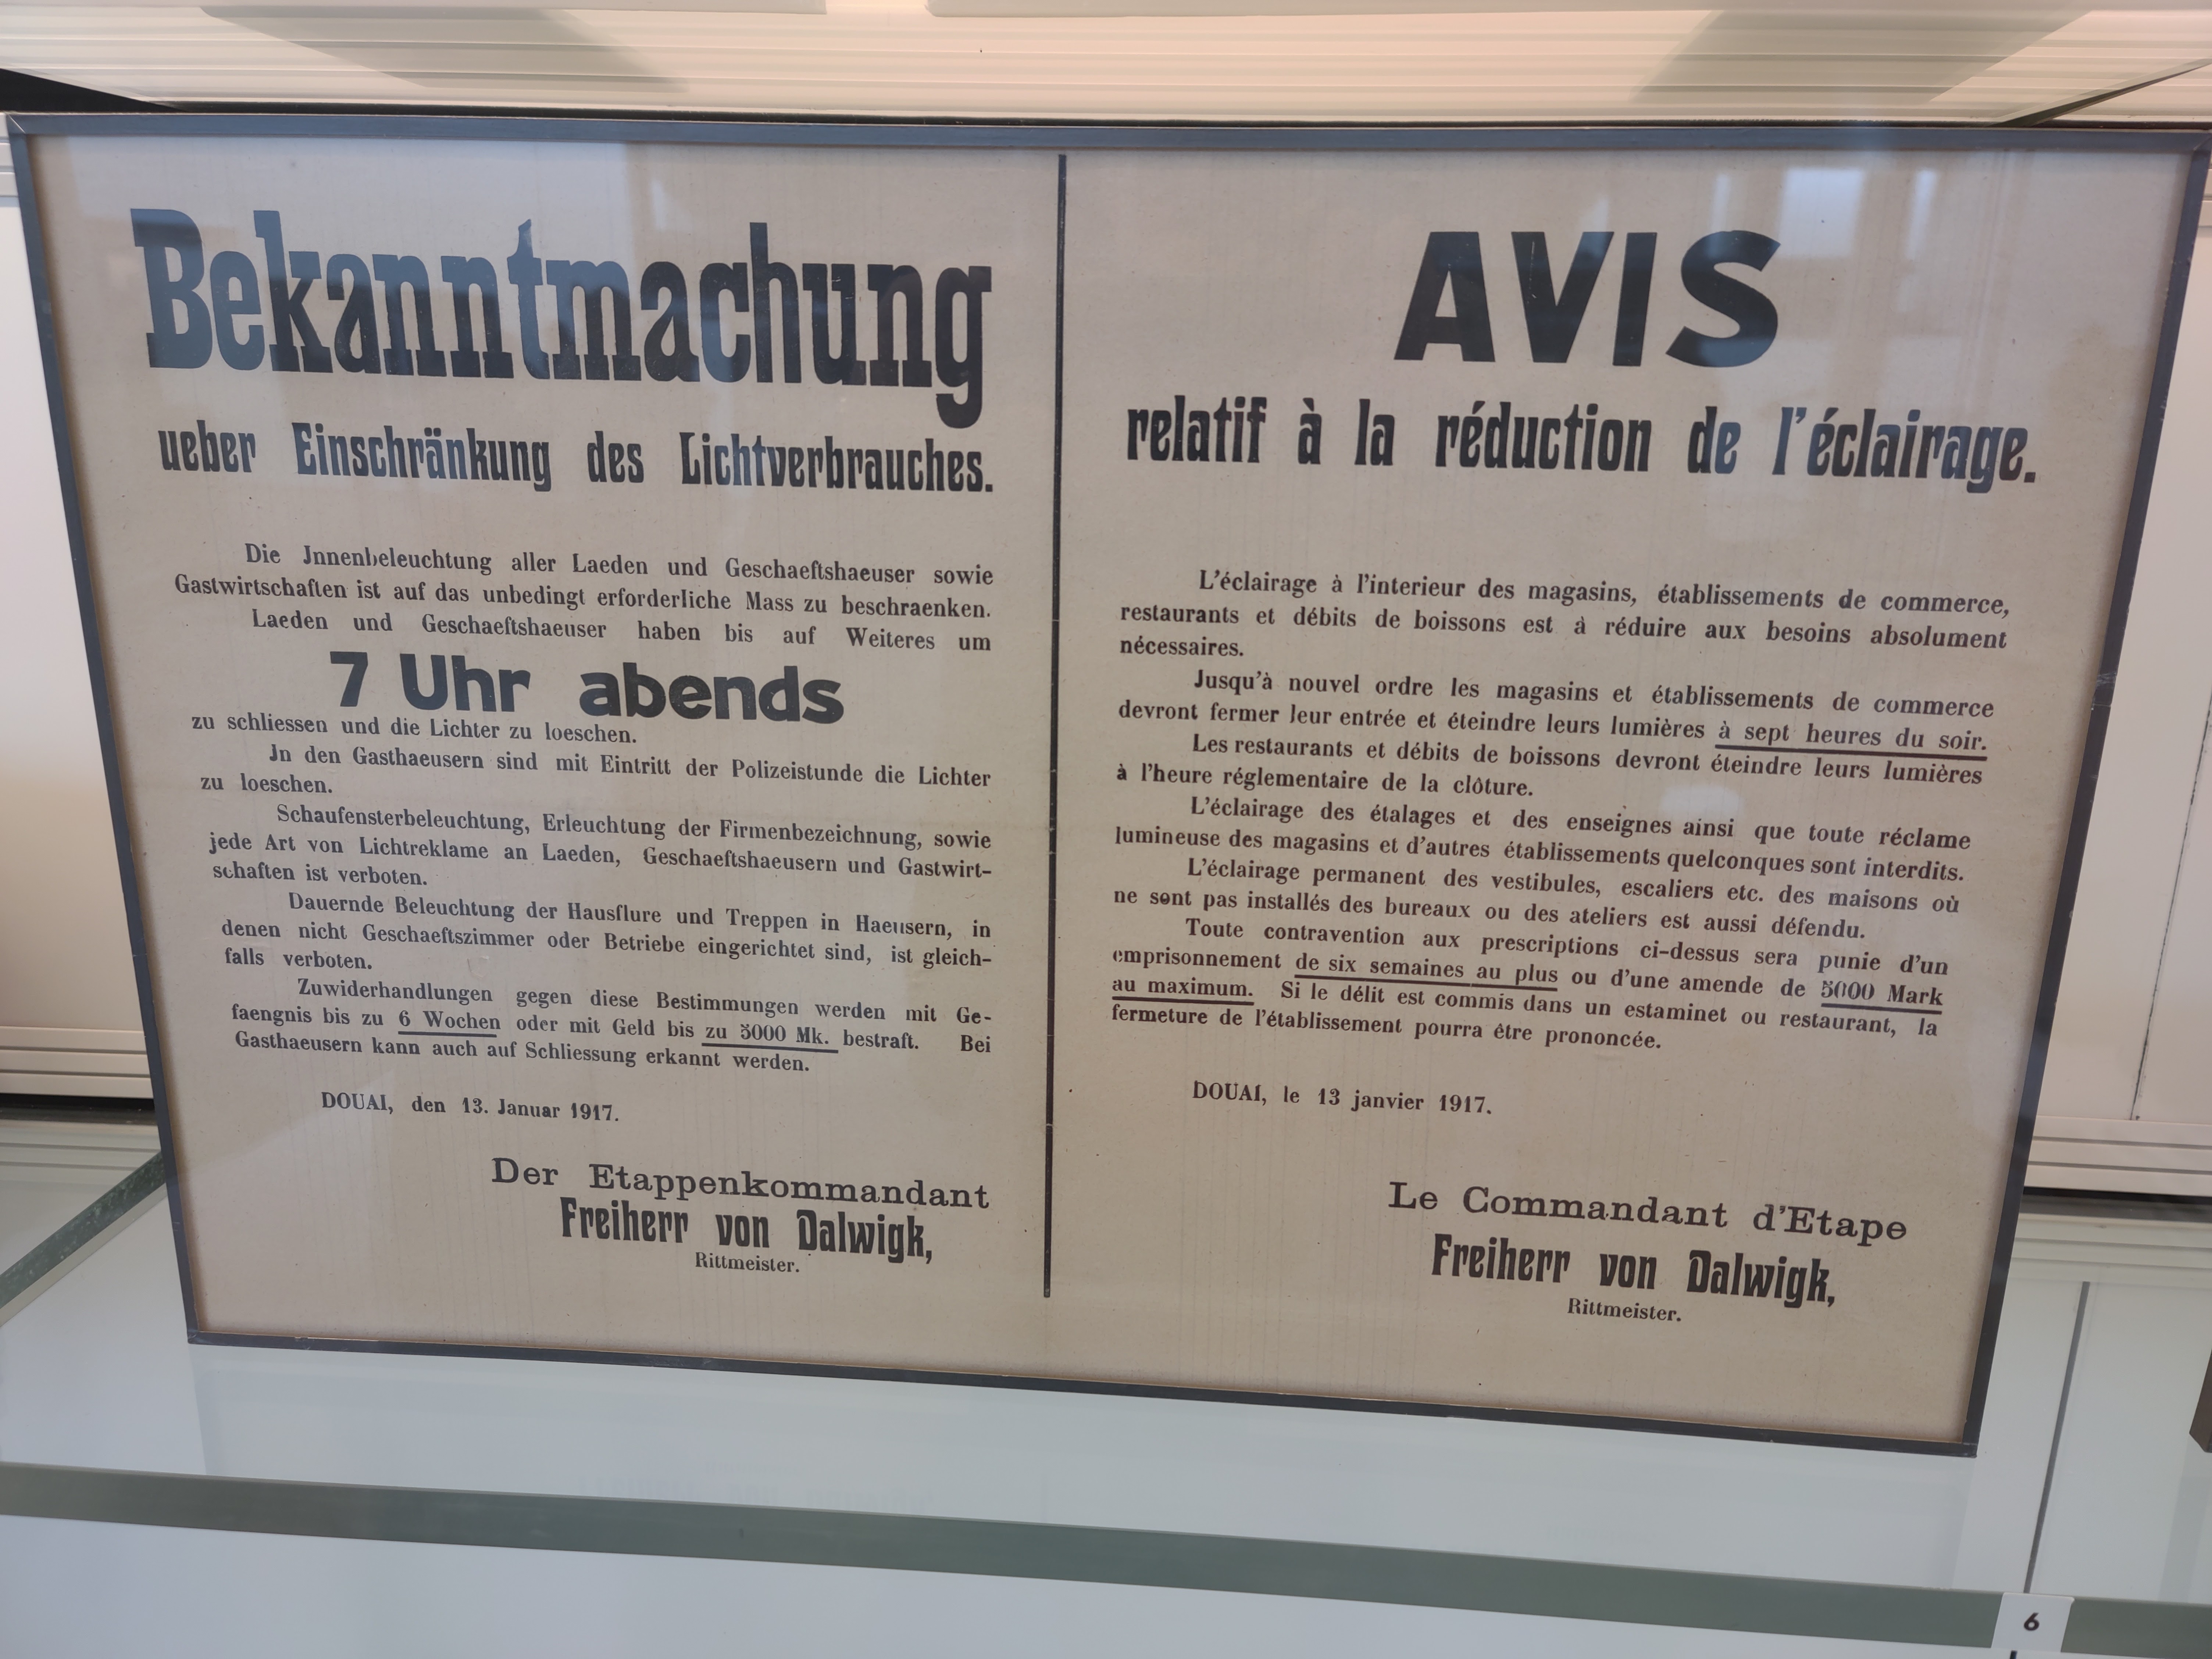 Bekanntmachung
ueber Einschränkung des Lichtverbrauches.
Die Jnnenbeleuchtung aller Laeden und Geschaeftshaeuser sowie
Gastwirtschaften ist auf das unbedingt erforderliche Mass zu beschraenken.
Laeden und Geschaeftshaeuser haben bis auf Weiteres um
7 Uhr abends
zu schliessen und die Lichter zu loeschen.
Jn den Gasthaeusern sind mit Eintritt der Polizeistunde die Lichter
zu loeschen.
Schaufensterbeleuchtung, Erleuchtung der Firmenbezeichnung, sowie
jede Art von Lichtreklame an Laeden, Geschaeftshaeusern und Gastwirt-
schaften ist verboten.
Dauernde Beleuchtung der Hausflure und Treppen in Haeusern, in
denen nicht Geschaeftszimmer oder Betriebe eingerichtet sind, ist gleich-
falls verboten.
Zuwiderhandlungen gegen diese Bestimmungen werden mit Ge-
faengnis bis zu 6 Wochen oder mit Geld bis zu 5000 Mk. bestraft. Bei
Gasthaeusern kann auch auf Schliessung erkannt werden.
DOUAI, den 13. Januar 1917.
Der Etappenkommandant
Freiherr von Dalwigk,
Rittmeister.
AVIS
relatif à la réduction de l'éclairage.
L'éclairage à l'interieur des magasins, établissements de commerce,
restaurants et débits de boissons est à réduire aux besoins absolument
nécessaires.
Jusqu'à nouvel ordre les magasins et établissements de commerce
devront fermer leur entrée et éteindre leurs lumières à sept heures du soir.
Les restaurants et débits de boissons devront éteindre leurs lumières
à l'heure réglementaire de la clôture.
L'éclairage des étalages et des enseignes ainsi que toute réclame
lumineuse des magasins et d'autres établissements quelconques sont interdits.
L'éclairage permanent des vestibules, escaliers etc. des maisons où
ne sont pas installés des bureaux ou des ateliers est aussi défendu.
Toute contravention aux prescriptions ci-dessus sera punie d'un
emprisonnement de six semaines au plus ou d'une amende de 5000 Mark
au maximum. Si le délit est commis dans un estaminet ou restaurant, la
fermeture de l'établissement pourra être prononcée.
DOUAI, le 13 janvier 1917.
Le Commandant d'Etape
Freiherr von Dalwigk,
Rittmeister.
6